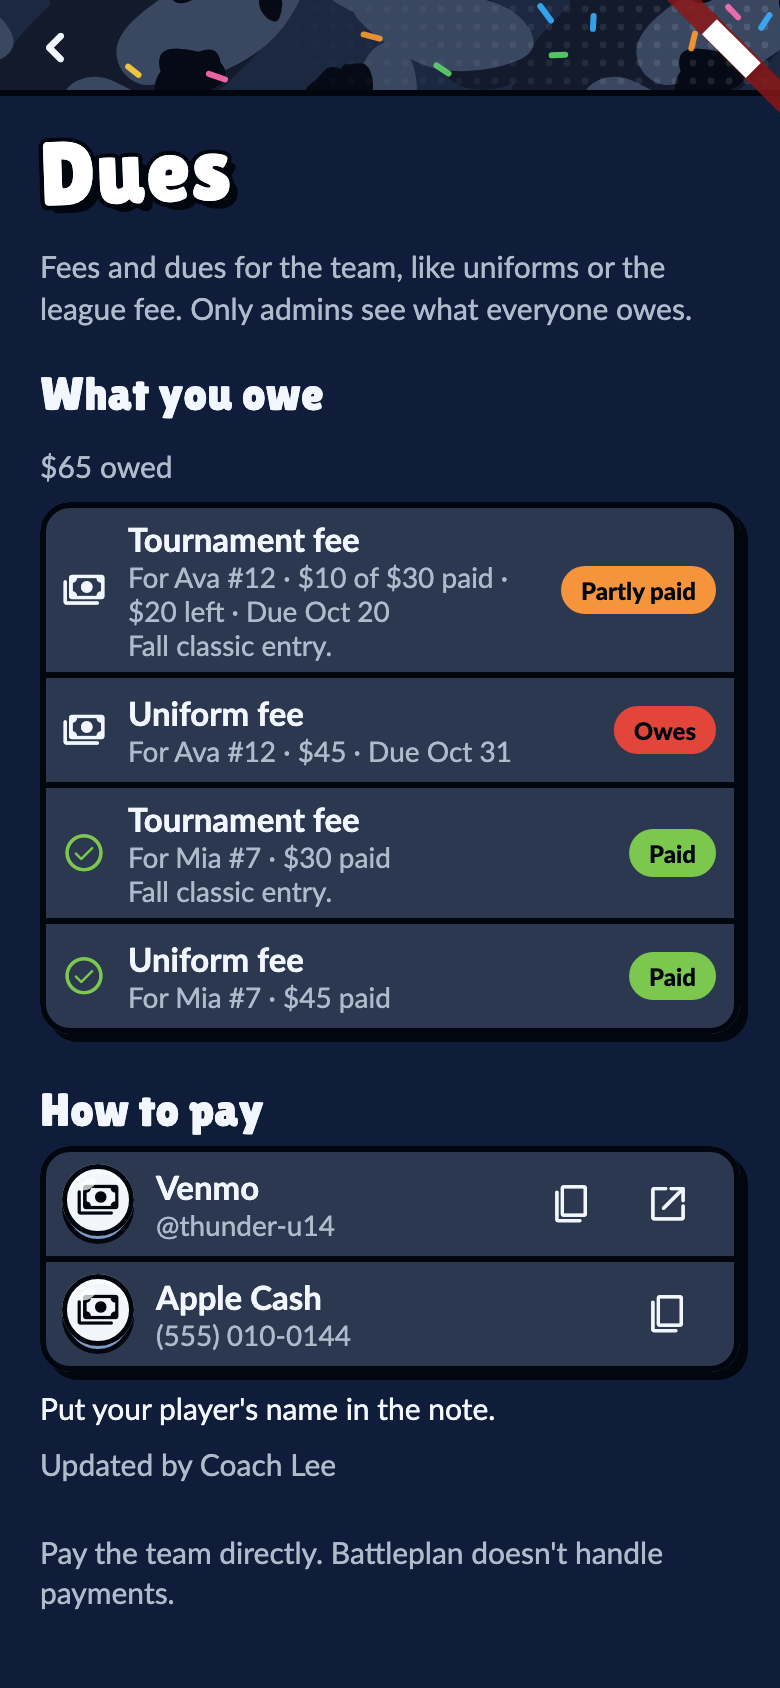 Dues
Fees and dues for the team, like uniforms or the
league fee. Only admins see what everyone owes.
What you owe
$65 owed
Tournament fee
For Ava #12 · $10 of $30 paid ·
$20 left · Due Oct 20
Fall classic entry.
Partly paid
Uniform fee
For Ava #12 · $45 · Due Oct 31
Owes
Tournament fee
For Mia #7 · $30 paid
Fall classic entry.
Paid
Uniform fee
For Mia #7 · $45 paid
Paid
How to pay
Venmo
@thunder-u14
Apple Cash
(555) 010-0144
Put your player's name in the note.
Updated by Coach Lee
Pay the team directly. Battleplan doesn't handle
payments.